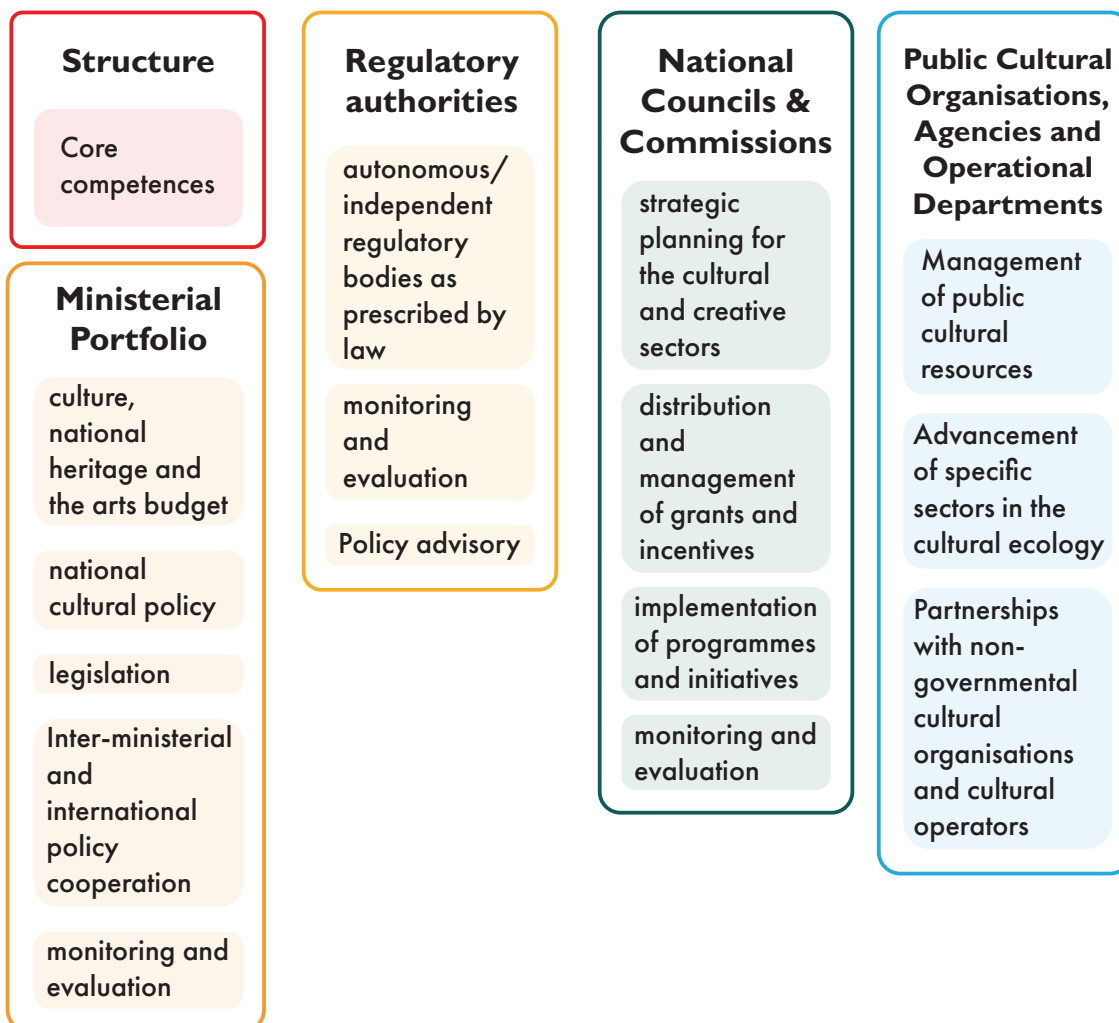 Structure
Core
competences
Ministerial
Portfolio
culture,
national
heritage and
the arts budget
national
cultural policy
legislation
Inter-ministerial
and
international
policy
cooperation
monitoring and
evaluation
Regulatory
authorities
autonomous/
independent
regulatory
bodies as
prescribed by
law
monitoring
and
evaluation
Policy advisory
National
Councils &
Commissions
strategic
planning for
the cultural
and creative
sectors
distribution
and
management
of grants and
incentives
implementation
of programmes
and initiatives
monitoring and
evaluation
Public Cultural
Organisations,
Agencies and
Operational
Departments
Management
of public
cultural
resources
Advancement
of specific
sectors in the
cultural ecology
Partnerships
with non-
governmental
cultural
organisations
and cultural
operators